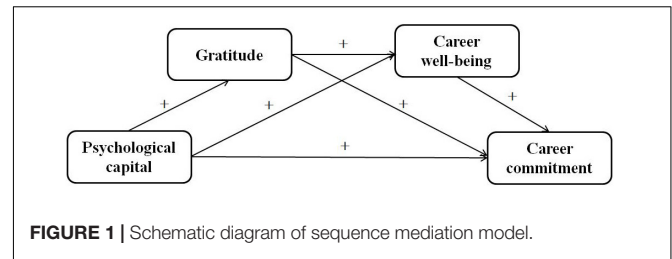 Gratitude
+
Career
well-being
+
+
+
+
Psychological
capital
+
Career
commitment
FIGURE 1 | Schematic diagram of sequence mediation model.